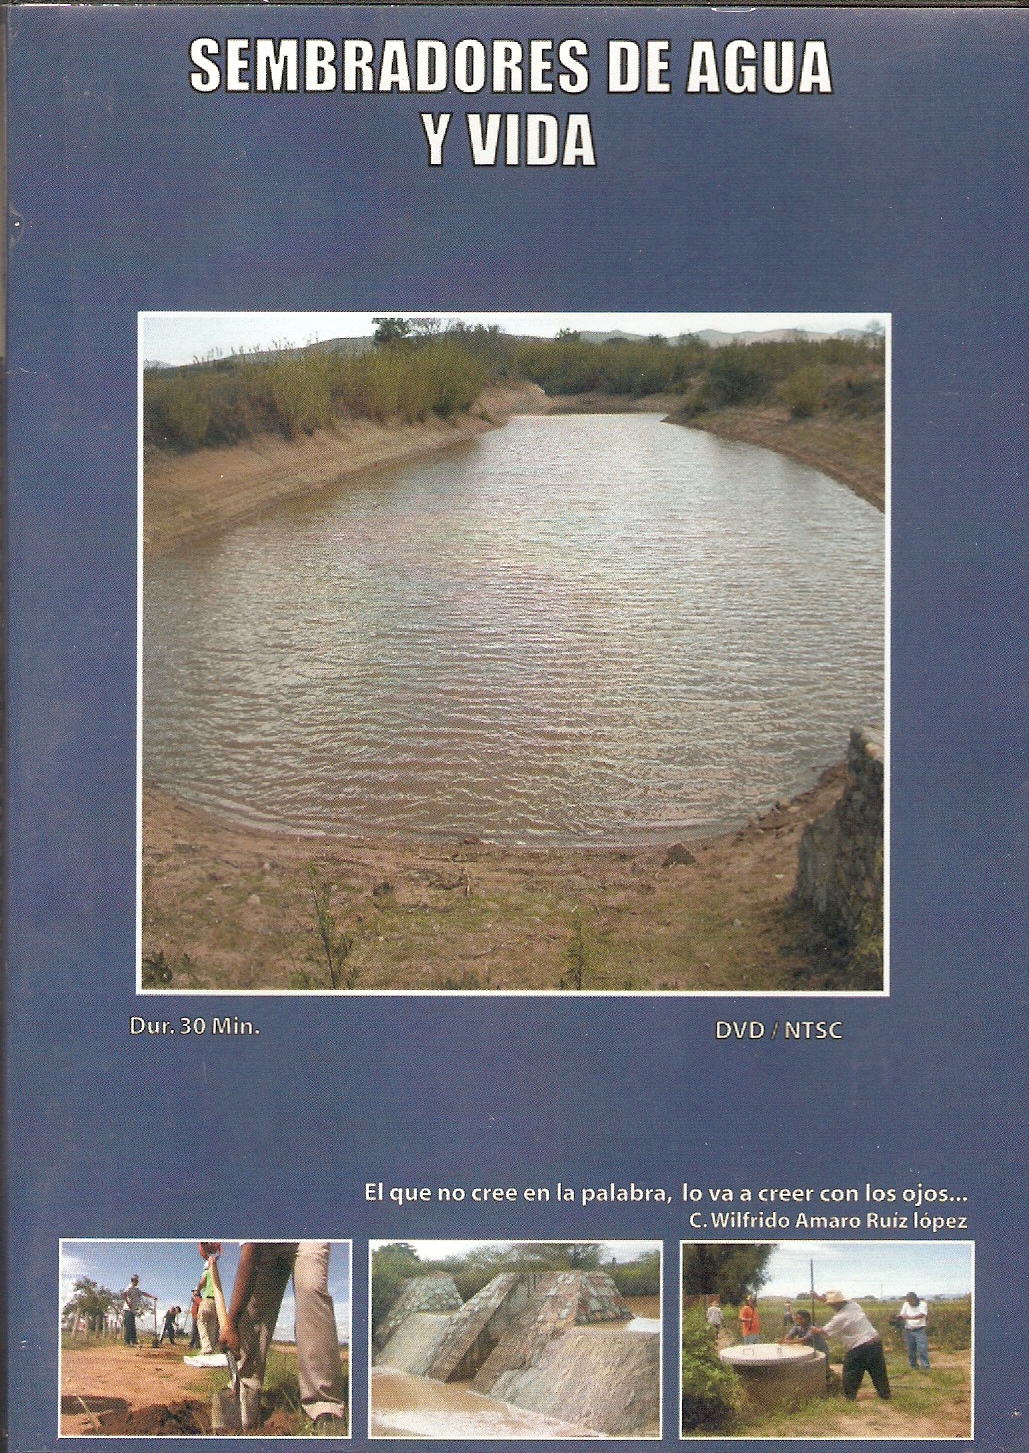 SEMBRADORES DE AGUA
Y VIDA
Dur. 30 Min.
DVD / NTSC
El que no cree en la palabra, lo va a creer con los ojos...
C. Wilfrido Amaro Ruíz lópez